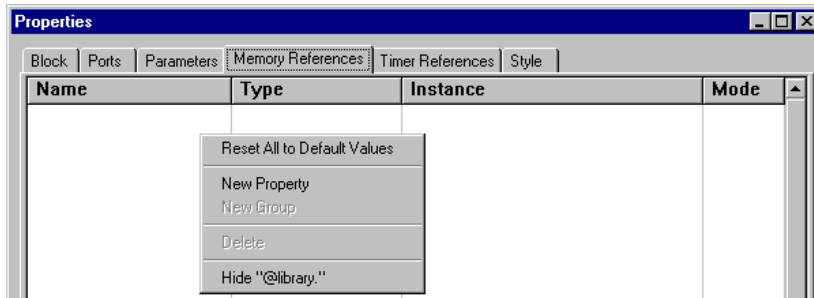 Properties
Block Ports Parameters Memory References Timer References Style
Name Type Instance Mode
Reset All to Default Values
New Property
New Group
Delete
Hide "@library."